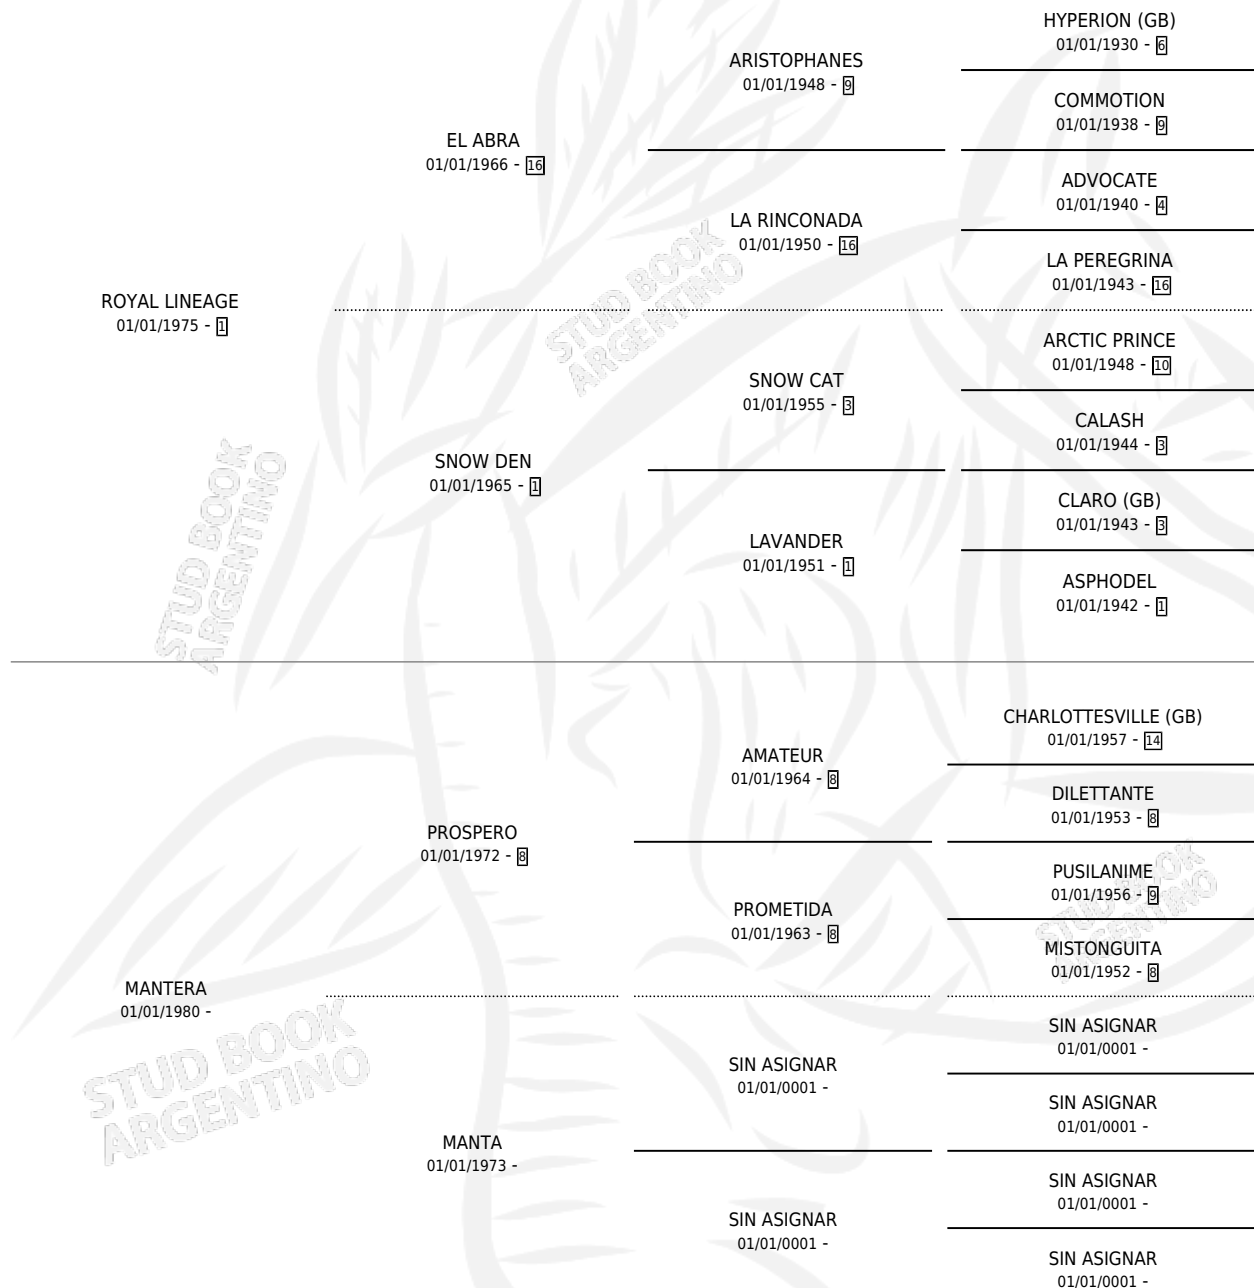 HYPERION (GB)
01/01/1930 - 6
ARISTOPHANES
01/01/1948 - 9
COMMOTION
01/01/1938 - 9
EL ABRA
01/01/1966 - 16
ADVOCATE
01/01/1940 - 4
LA RINCONADA
01/01/1950 - 16
LA PEREGRINA
01/01/1943 - 16
ROYAL LINEAGE
01/01/1975 - 1
ARCTIC PRINCE
01/01/1948 - 10
SNOW CAT
01/01/1955 - 3
CALASH
01/01/1944 - 3
SNOW DEN
01/01/1965 - 1
CLARO (GB)
01/01/1943 - 3
LAVANDER
01/01/1951 - 1
ASPHODEL
01/01/1942 - 1
CHARLOTTESVILLE (GB)
01/01/1957 - 14
AMATEUR
01/01/1964 - 8
DILETTANTE
01/01/1953 - 8
PROSPERO
01/01/1972 - 8
PUSILANIME
01/01/1956 - 9
PROMETIDA
01/01/1963 - 8
MISTONGUITA
01/01/1952 - 8
MANTERA
01/01/1980 -
SIN ASIGNAR
01/01/0001 -
SIN ASIGNAR
01/01/0001 -
SIN ASIGNAR
01/01/0001 -
MANTA
01/01/1973 -
SIN ASIGNAR
01/01/0001 -
SIN ASIGNAR
01/01/0001 -
SIN ASIGNAR
01/01/0001 -
STUD BOOK
ARGENTINO
STUD BOOK
ARGENTINO
STUD BOOK
ARGENTINO
STUD BOOK
ARGENTINO